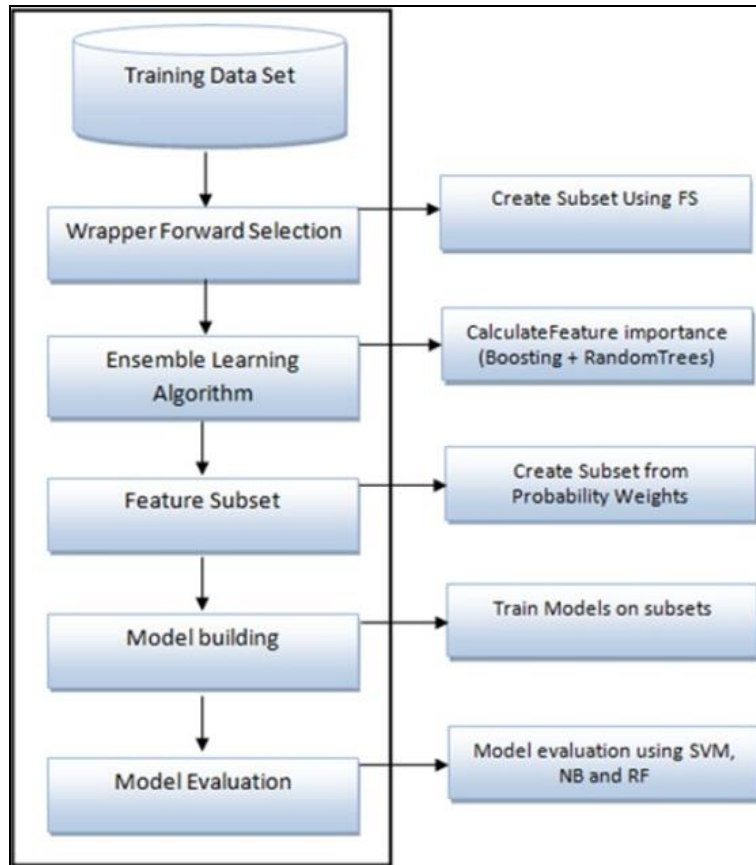 Training Data Set
Wrapper Forward Selection
Create Subset Using FS
Ensemble Learning
Algorithm
CalculateFeature importance
(Boosting + RandomTrees)
Feature Subset
Create Subset from
Probability Weights
Model building
Train Models on subsets
Model Evaluation
Model evaluation using SVM,
NB and RF